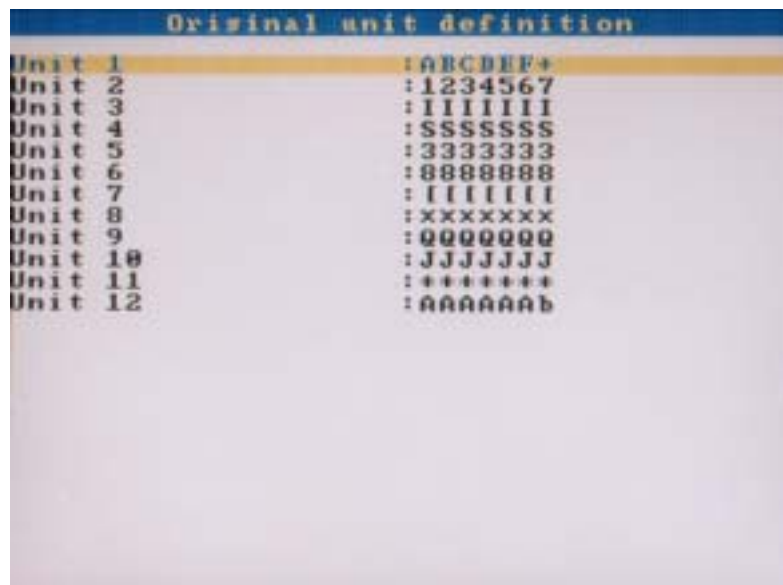 Original unit definition
Unit 1 :ABCDEF+
Unit 2 :1234567
Unit 3 :IIIIIII
Unit 4 :SSSSSSS
Unit 5 :3333333
Unit 6 :8888888
Unit 7 :[[[[[[[
Unit 8 :xxxxxxx
Unit 9 :QQQQQQQ
Unit 10 :JJJJJJJ
Unit 11 :+++++++
Unit 12 :AAAAAAb